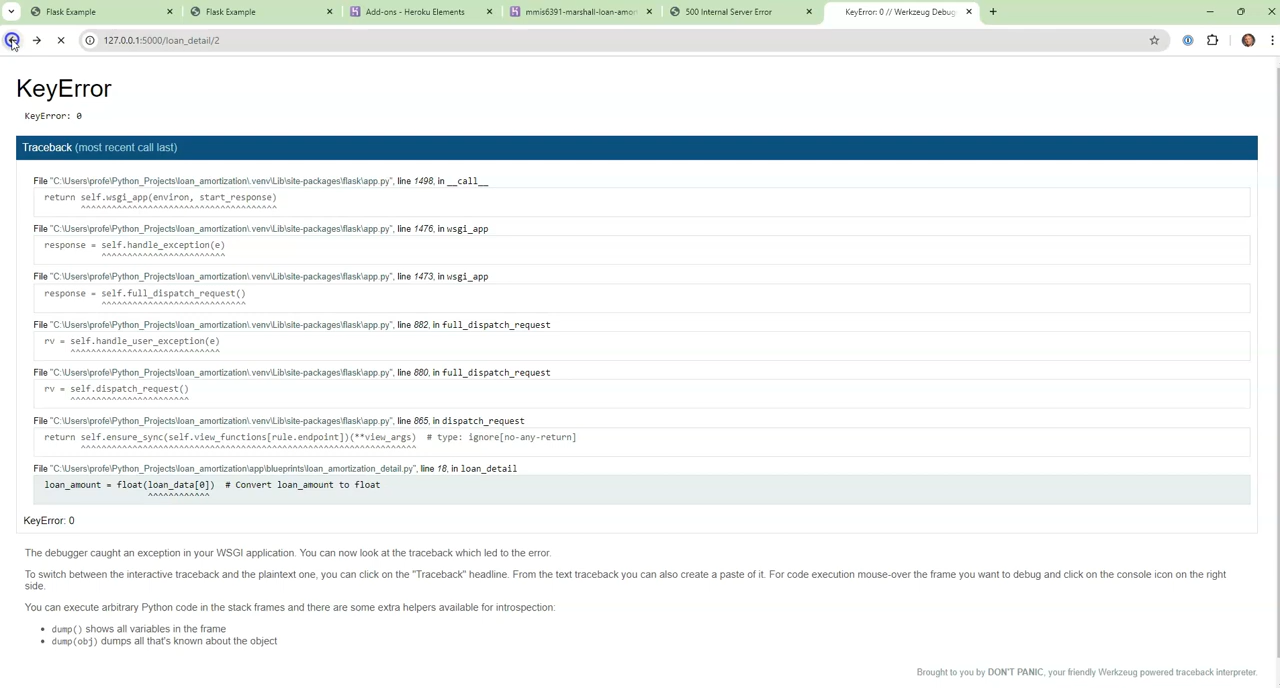 Flask Example
Flask Example
Add-ons - Heroku Elements
mmis6391-marshall-loan-amor
500 Internal Server Error
KeyError: 0 // Werkzeug Debug
127.0.0.1:5000/loan_detail/2
KeyError
KeyError: 0
Traceback (most recent call last)
File "C:\Users\profe\Python_Projects\loan_amortization\.venv\Lib\site-packages\flask\app.py", line 1498, in __call__
return self.wsgi_app(environ, start_response)
^^^^^^^^^^^^^^^^^^^^^^^^^^^^^^^^^^^^^
File "C:\Users\profe\Python_Projects\loan_amortization\.venv\Lib\site-packages\flask\app.py", line 1476, in wsgi_app
response = self.handle_exception(e)
^^^^^^^^^^^^^^^^^^^^^^^^
File "C:\Users\profe\Python_Projects\loan_amortization\.venv\Lib\site-packages\flask\app.py", line 1473, in wsgi_app
response = self.full_dispatch_request()
^^^^^^^^^^^^^^^^^^^^^^^^^^^^
File "C:\Users\profe\Python_Projects\loan_amortization\.venv\Lib\site-packages\flask\app.py", line 882, in full_dispatch_request
rv = self.handle_user_exception(e)
^^^^^^^^^^^^^^^^^^^^^^^^^^^^^
File "C:\Users\profe\Python_Projects\loan_amortization\.venv\Lib\site-packages\flask\app.py", line 880, in full_dispatch_request
rv = self.dispatch_request()
^^^^^^^^^^^^^^^^^^^^^^^
File "C:\Users\profe\Python_Projects\loan_amortization\.venv\Lib\site-packages\flask\app.py", line 865, in dispatch_request
return self.ensure_sync(self.view_functions[rule.endpoint])(**view_args)  # type: ignore[no-any-return]
^^^^^^^^^^^^^^^^^^^^^^^^^^^^^^^^^^^^^^^^^^^^^^^^^^^^^^^^^^^^^^^^^
File "C:\Users\profe\Python_Projects\loan_amortization\app\blueprints\loan_amortization_detail.py", line 18, in loan_detail
loan_amount = float(loan_data[0])  # Convert loan_amount to float
^^^^^^^^^^^^
KeyError: 0
The debugger caught an exception in your WSGI application. You can now look at the traceback which led to the error.
To switch between the interactive traceback and the plaintext one, you can click on the "Traceback" headline. From the text traceback you can also create a paste of it. For code execution mouse-over the frame you want to debug and click on the console icon on the right
side.
You can execute arbitrary Python code in the stack frames and there are some extra helpers available for introspection:
• dump() shows all variables in the frame
• dump(obj) dumps all that's known about the object
Brought to you by DON'T PANIC, your friendly Werkzeug powered traceback interpreter.